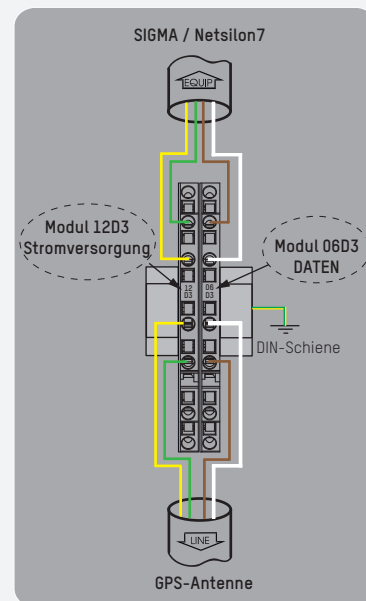 SIGMA / Netsilon7
EQUIP
Modul 12D3
Stromversorgung
Modul 06D3
DATEN
12
D3
06
D3
DIN-Schiene
LINE
GPS-Antenne